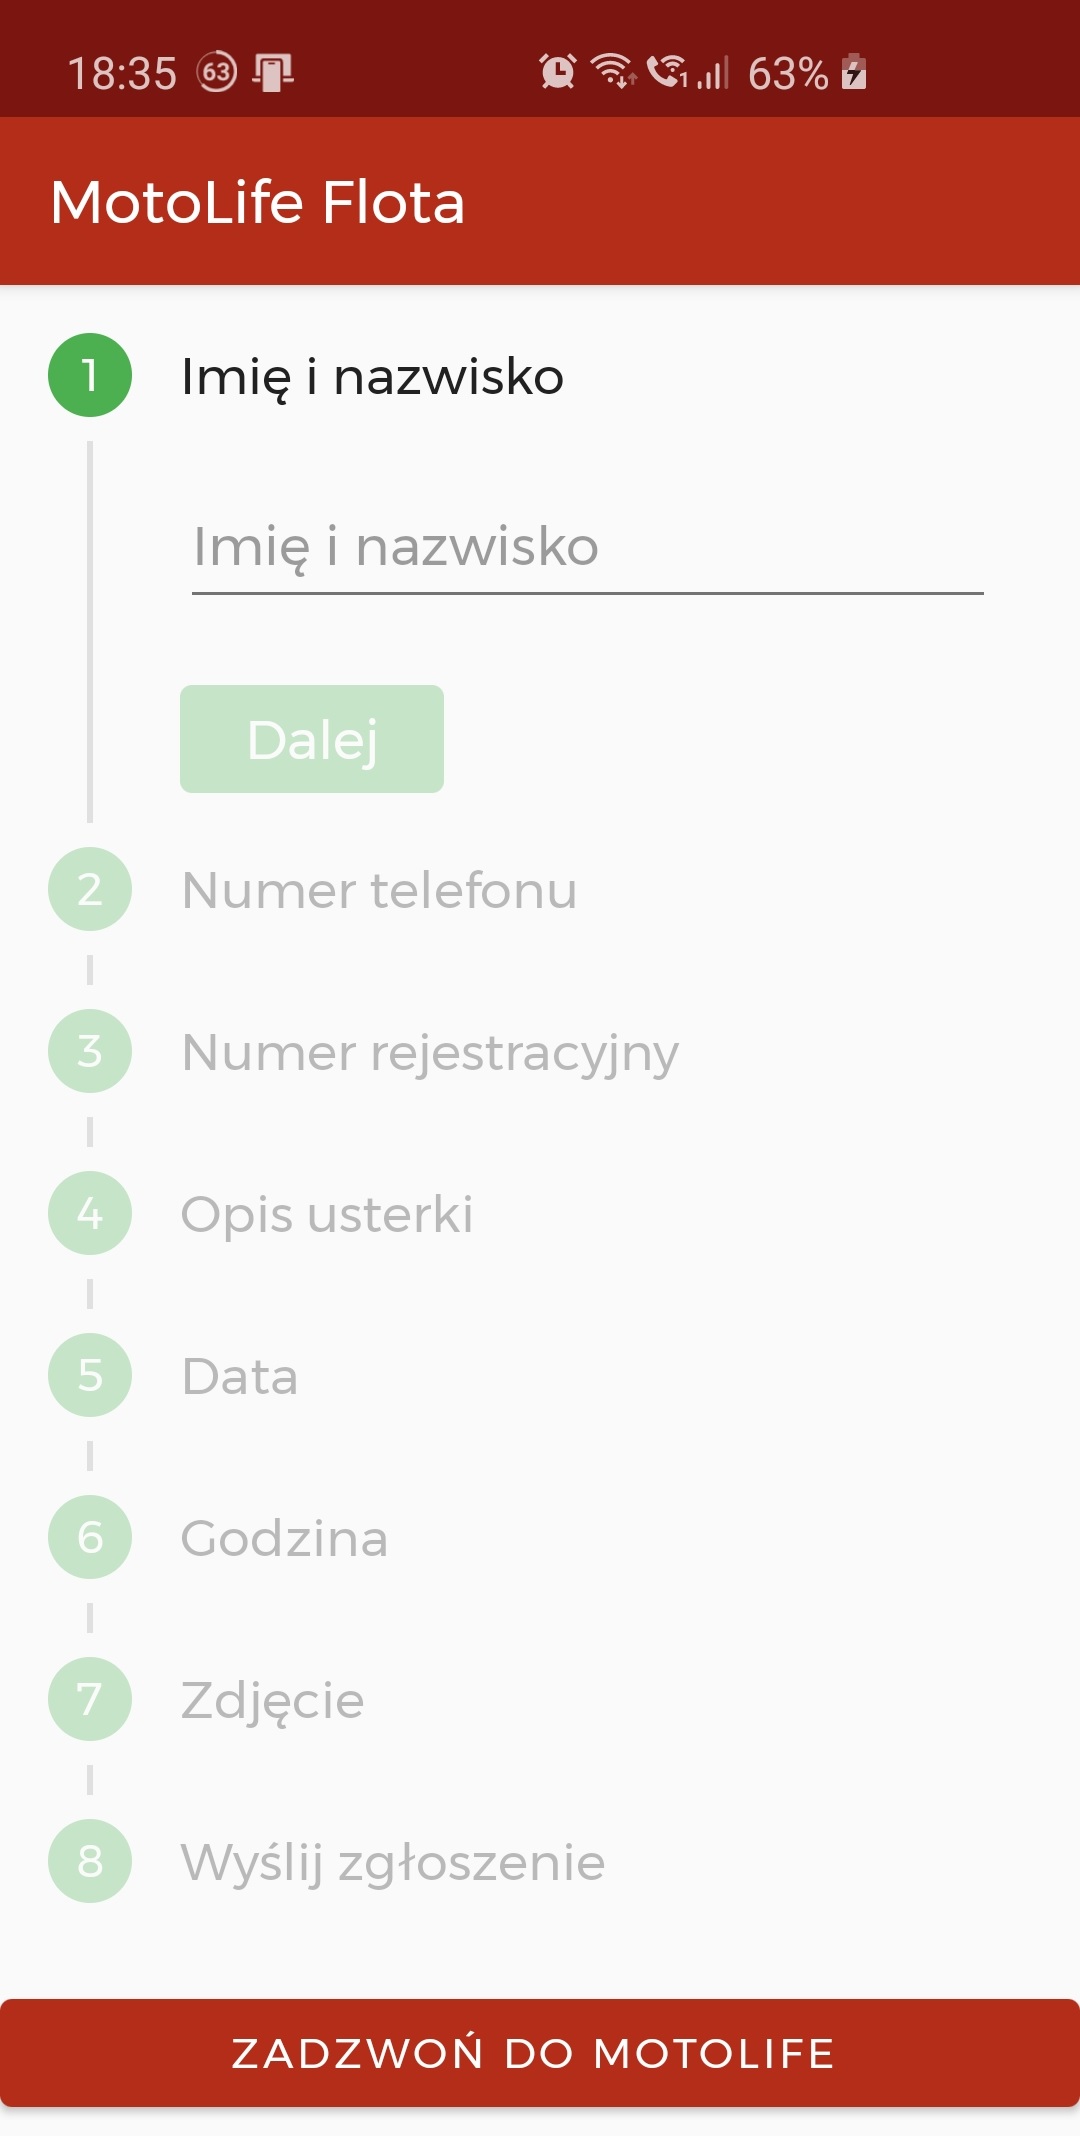 18:35 63 1 63%
MotoLife Flota
1 Imię i nazwisko
Imię i nazwisko
Dalej
2 Numer telefonu
3 Numer rejestracyjny
4 Opis usterki
5 Data
6 Godzina
7 Zdjęcie
8 Wyślij zgłoszenie
ZADZWOŃ DO MOTOLIFE